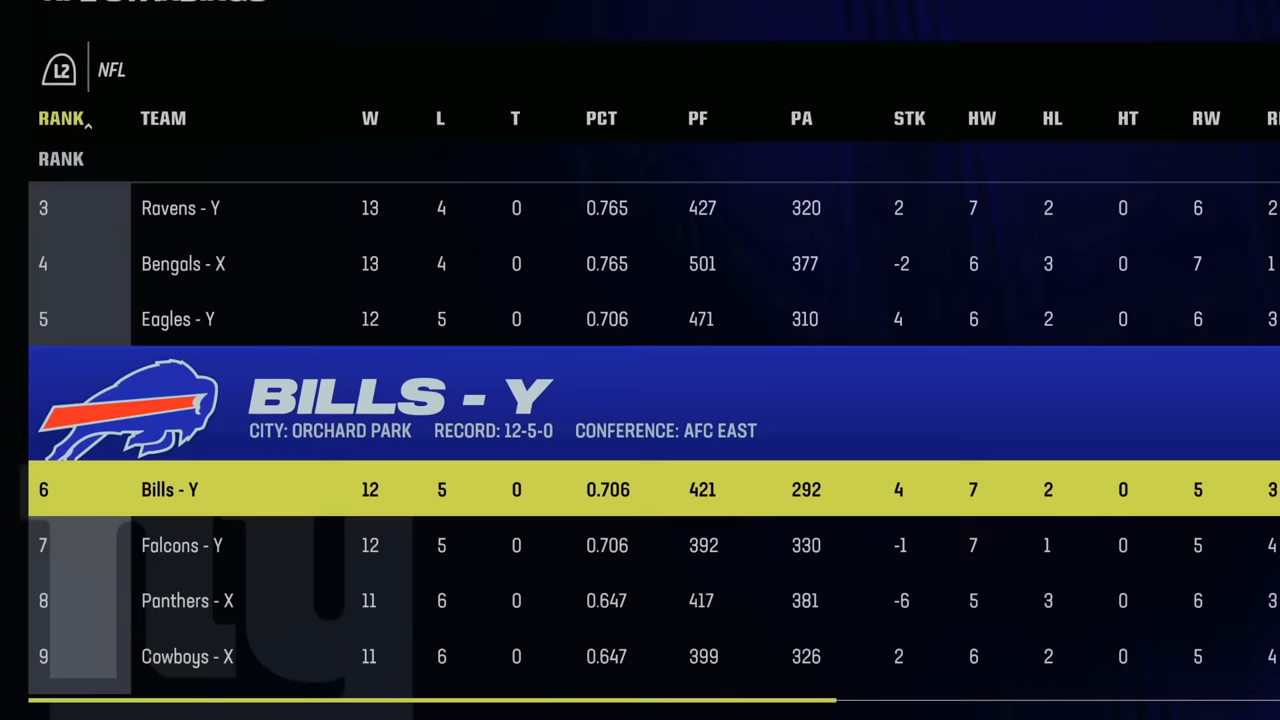 L2 NFL
RANK TEAM W L T PCT PF PA STK HW HL HT RW
RANK
3 Ravens - Y 13 4 0 0.765 427 320 2 7 2 0 6 2
4 Bengals - X 13 4 0 0.765 501 377 -2 6 3 0 7 1
5 Eagles - Y 12 5 0 0.706 471 310 4 6 2 0 6 3
BILLS - Y
CITY: ORCHARD PARK RECORD: 12-5-0 CONFERENCE: AFC EAST
6 Bills - Y 12 5 0 0.706 421 292 4 7 2 0 5 3
7 Falcons - Y 12 5 0 0.706 392 330 -1 7 1 0 5 4
8 Panthers - X 11 6 0 0.647 417 381 -6 5 3 0 6 3
9 Cowboys - X 11 6 0 0.647 399 326 2 6 2 0 5 4